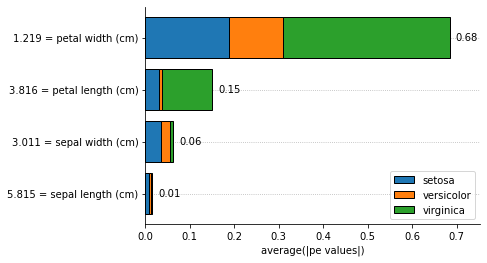 1.219 = petal width (cm)
0.68
3.816 = petal length (cm)
0.15
3.011 = sepal width (cm)
0.06
5.815 = sepal length (cm)
0.01
setosa
versicolor
virginica
0.0 0.1 0.2 0.3 0.4 0.5 0.6 0.7
average(|pe values|)